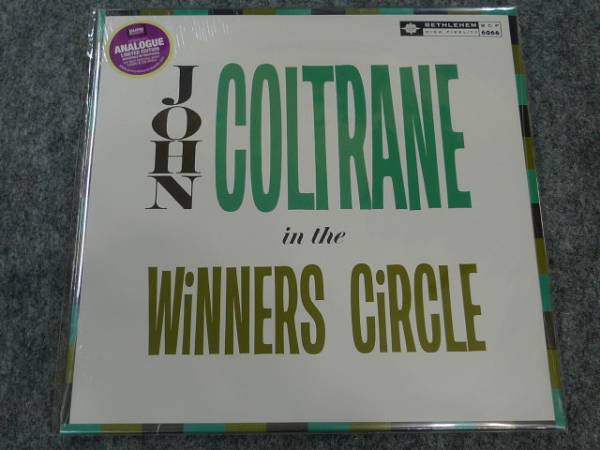 ANALOGUE
LIMITED EDITION
BETHLEHEM
HIGH FIDELITY
BCP
6066
JOHN
COLTRANE
in the
WiNNERS CiRCLE